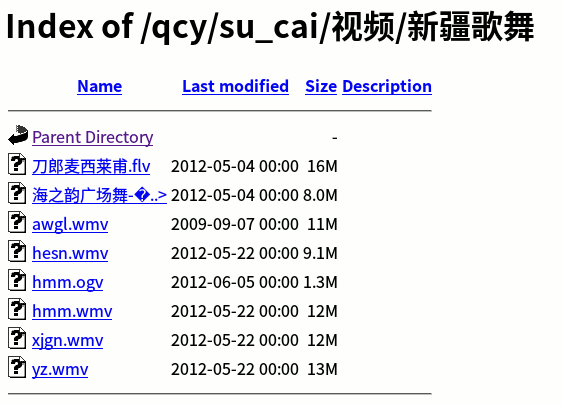 Index of /qcy/su_cai/视频/新疆歌舞
Name Last modified Size Description
Parent Directory -
刀郎麦西莱甫.flv 2012-05-04 00:00 16M
海之韵广场舞-�..> 2012-05-04 00:00 8.0M
awgl.wmv 2009-09-07 00:00 11M
hesn.wmv 2012-05-22 00:00 9.1M
hmm.ogv 2012-06-05 00:00 1.3M
hmm.wmv 2012-05-22 00:00 12M
xjgn.wmv 2012-05-22 00:00 12M
yz.wmv 2012-05-22 00:00 13M